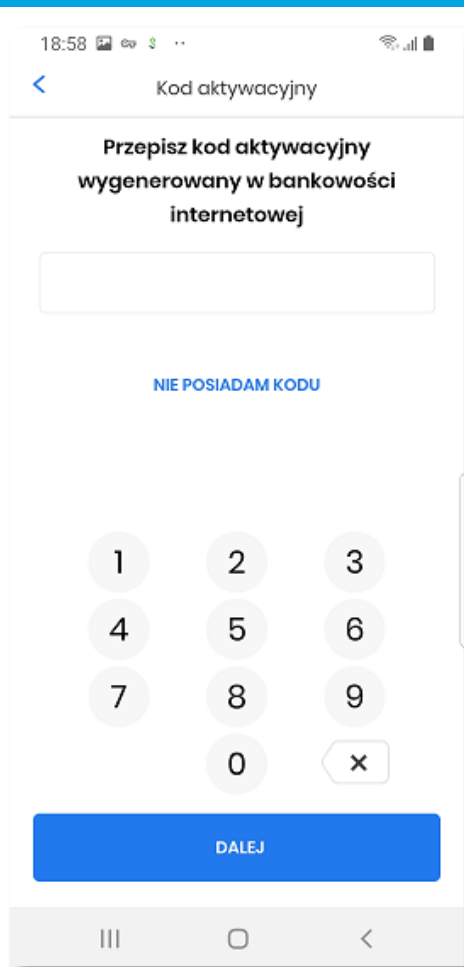 18:58
Kod aktywacyjny
Przepisz kod aktywacyjny
wygenerowany w bankowości
internetowej
NIE POSIADAM KODU
1 2 3
4 5 6
7 8 9
0
DALEJ